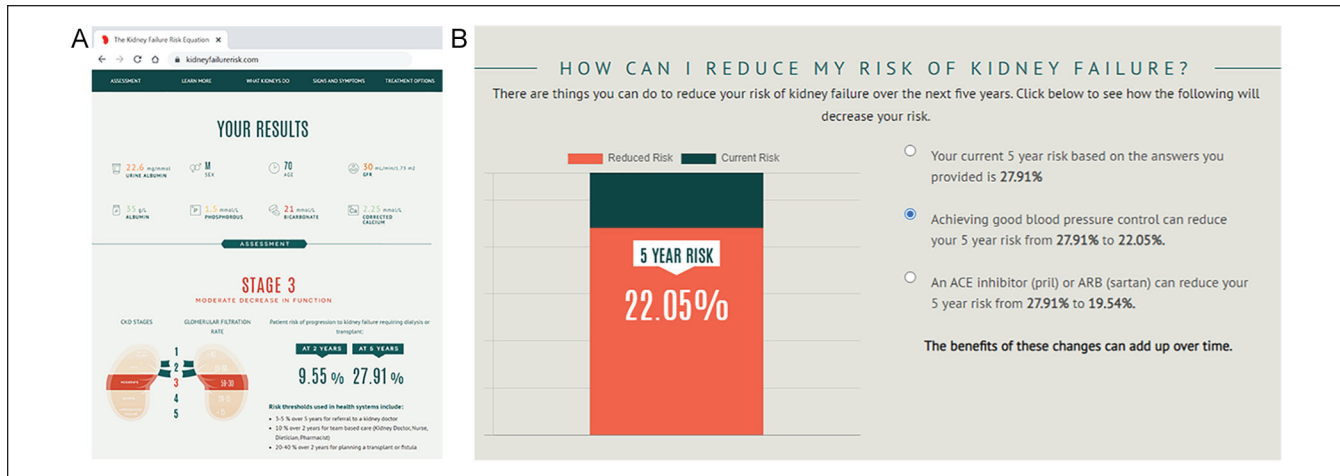 A
The Kidney Failure Risk Equation
kidneyfailurerisk.com
ASSESSMENT LEARN MORE WHAT KIDNEYS DO SIGNS AND SYMPTOMS TREATMENT OPTIONS
YOUR RESULTS
22.6 mg/mmol
URINE ALBUMIN
M
SEX
70
AGE
30 mL/min/1.73 m2
GFR
35 g/L
ALBUMIN
1.5 mmol/L
PHOSPHOROUS
21 mmol/L
BICARBONATE
2.25 mmol/L
CORRECTED
CALCIUM
ASSESSMENT
STAGE 3
MODERATE DECREASE IN FUNCTION
CKD STAGES
GLOMERULAR FILTRATION
RATE
1
2
3
4
5
MODERATE
59-30
Patient risk of progression to kidney failure requiring dialysis or
transplant:
AT 2 YEARS AT 5 YEARS
9.55 % 27.91 %
Risk thresholds used in health systems include:
• 3-5 % over 5 years for referral to a kidney doctor
• 10 % over 2 years for team based care (Kidney Doctor, Nurse,
Dietician, Pharmacist)
• 20-40 % over 2 years for planning a transplant or fistula
B
HOW CAN I REDUCE MY RISK OF KIDNEY FAILURE?
There are things you can do to reduce your risk of kidney failure over the next five years. Click below to see how the following will
decrease your risk.
Reduced Risk Current Risk
5 YEAR RISK
22.05%
Your current 5 year risk based on the answers you
provided is 27.91%
Achieving good blood pressure control can reduce
your 5 year risk from 27.91% to 22.05%.
An ACE inhibitor (pril) or ARB (sartan) can reduce your
5 year risk from 27.91% to 19.54%.
The benefits of these changes can add up over time.